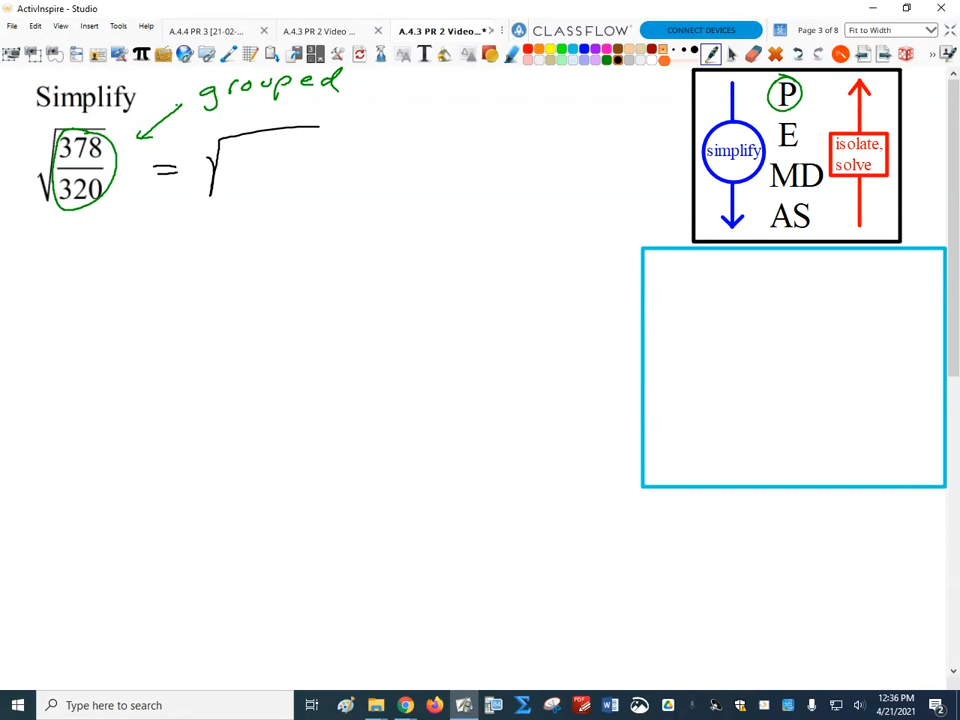 ActivInspire - Studio
File Edit View Insert Tools Help
A.4.4 PR 3 [21-02-... A.4.3 PR 2 Video ... A.4.3 PR 2 Video...*
CLASSFLOW
CONNECT DEVICES
Page 3 of 8
Fit to Width
Simplify
grouped
√378/320 = √
simplify
P
E
MD
AS
isolate,
solve
Type here to search
12:36 PM
4/21/2021
2